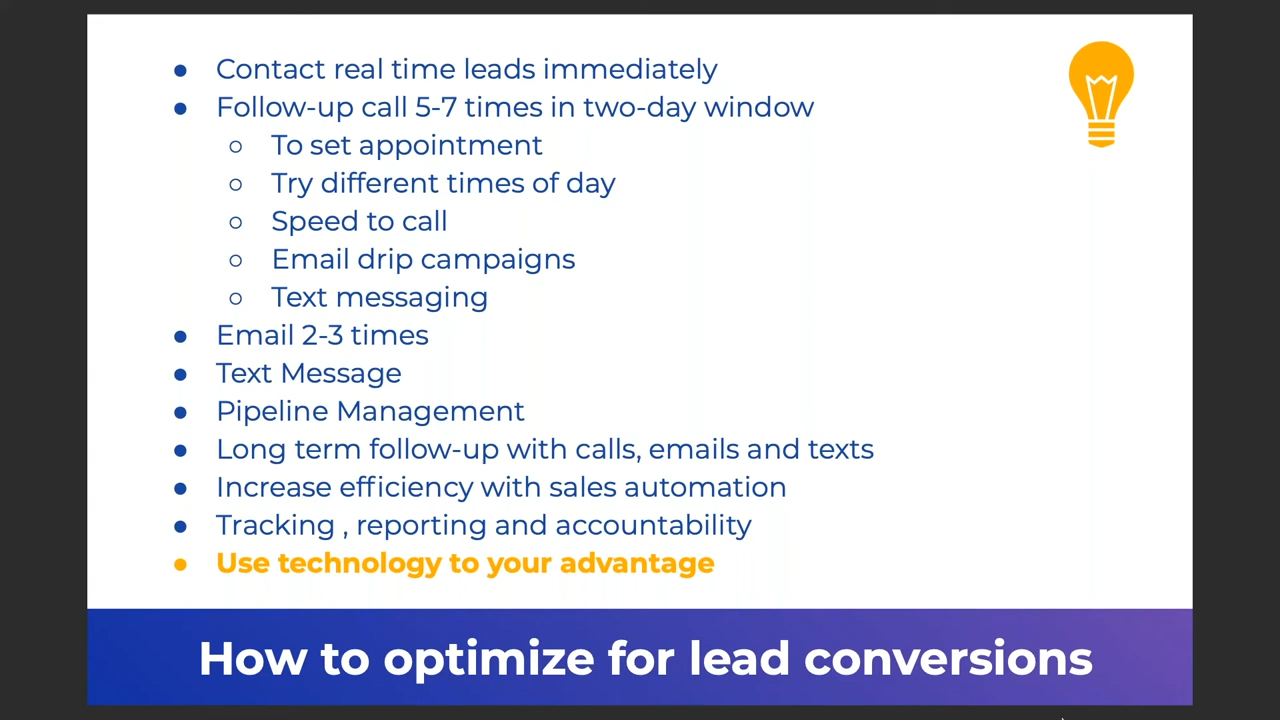 ● Contact real time leads immediately
● Follow-up call 5-7 times in two-day window
○ To set appointment
○ Try different times of day
○ Speed to call
○ Email drip campaigns
○ Text messaging
● Email 2-3 times
● Text Message
● Pipeline Management
● Long term follow-up with calls, emails and texts
● Increase efficiency with sales automation
● Tracking , reporting and accountability
● Use technology to your advantage
How to optimize for lead conversions